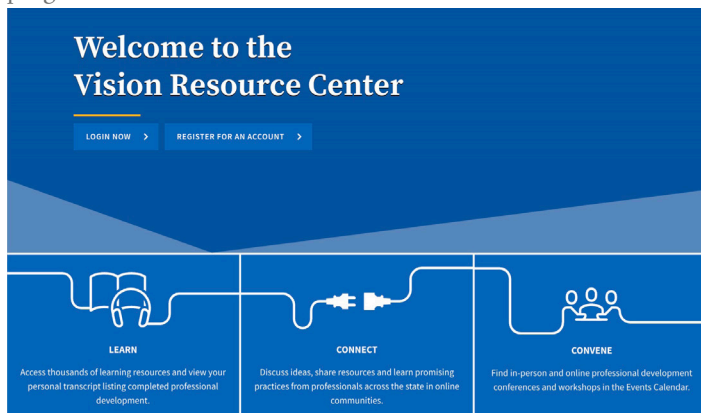 Welcome to the
Vision Resource Center
LOGIN NOW
REGISTER FOR AN ACCOUNT
LEARN
Access thousands of learning resources and view your
personal transcript listing completed professional
development.
CONNECT
Discuss ideas, share resources and learn promising
practices from professionals across the state in online
communities.
CONVENE
Find in-person and online professional development
conferences and workshops in the Events Calendar.